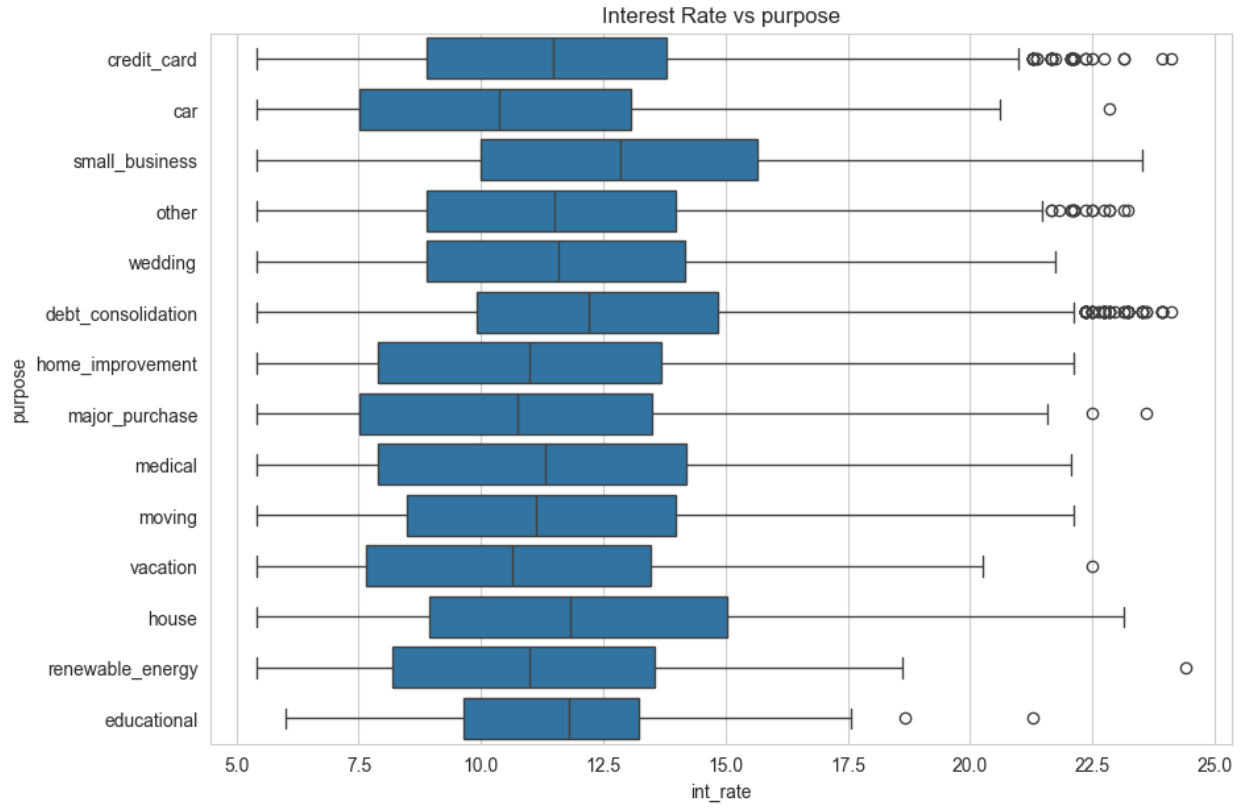 Interest Rate vs purpose
purpose
credit_card
car
small_business
other
wedding
debt_consolidation
home_improvement
major_purchase
medical
moving
vacation
house
renewable_energy
educational
5.0 7.5 10.0 12.5 15.0 17.5 20.0 22.5 25.0
int_rate